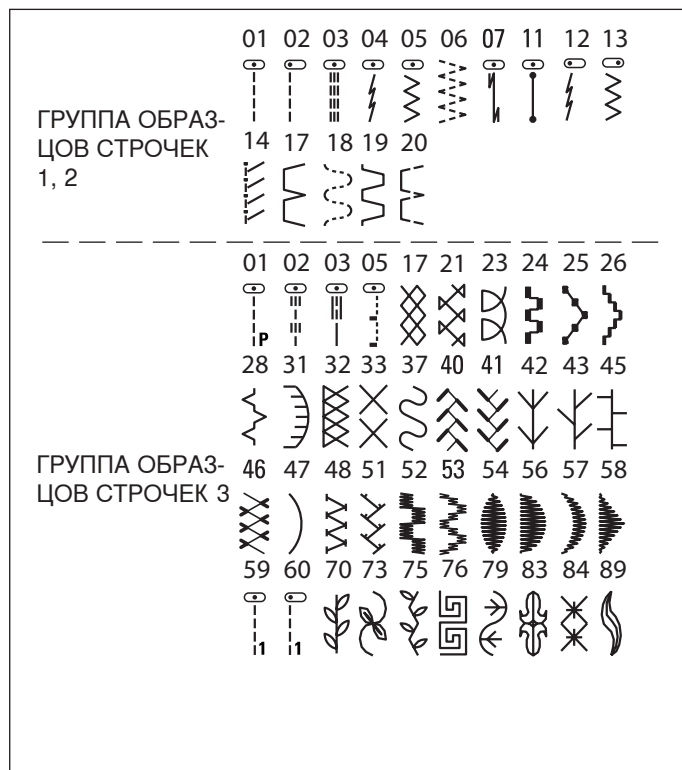 01 02 03 04 05 06 07 11 12 13
ГРУППА ОБРАЗ-
ЦОВ СТРОЧЕК
1, 2
14 17 18 19 20
01 02 03 05 17 21 23 24 25 26
P
28 31 32 33 37 40 41 42 43 45
ГРУППА ОБРАЗ-
ЦОВ СТРОЧЕК 3
46 47 48 51 52 53 54 56 57 58
59 60 70 73 75 76 79 83 84 89
1 1